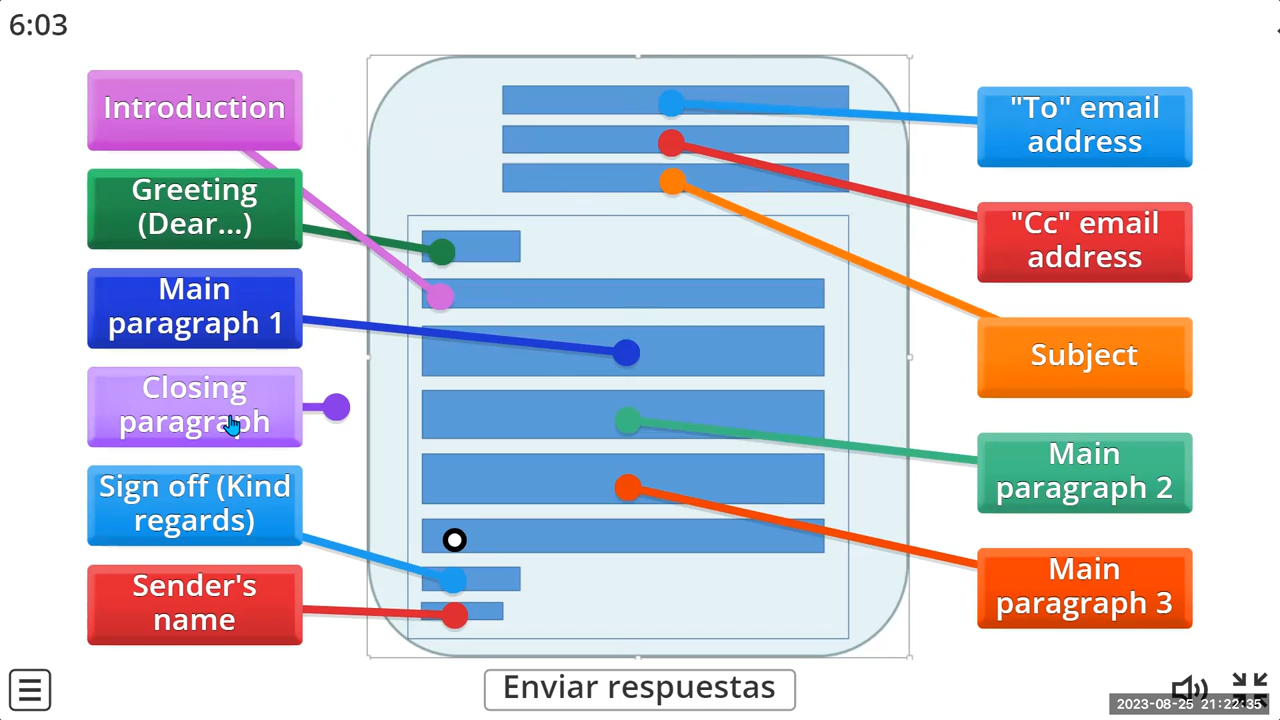 6:03
Introduction
Greeting
(Dear...)
Main
paragraph 1
Closing
paragraph
Sign off (Kind
regards)
Sender's
name
"To" email
address
"Cc" email
address
Subject
Main
paragraph 2
Main
paragraph 3
Enviar respuestas
2023-08-25 21:22:35